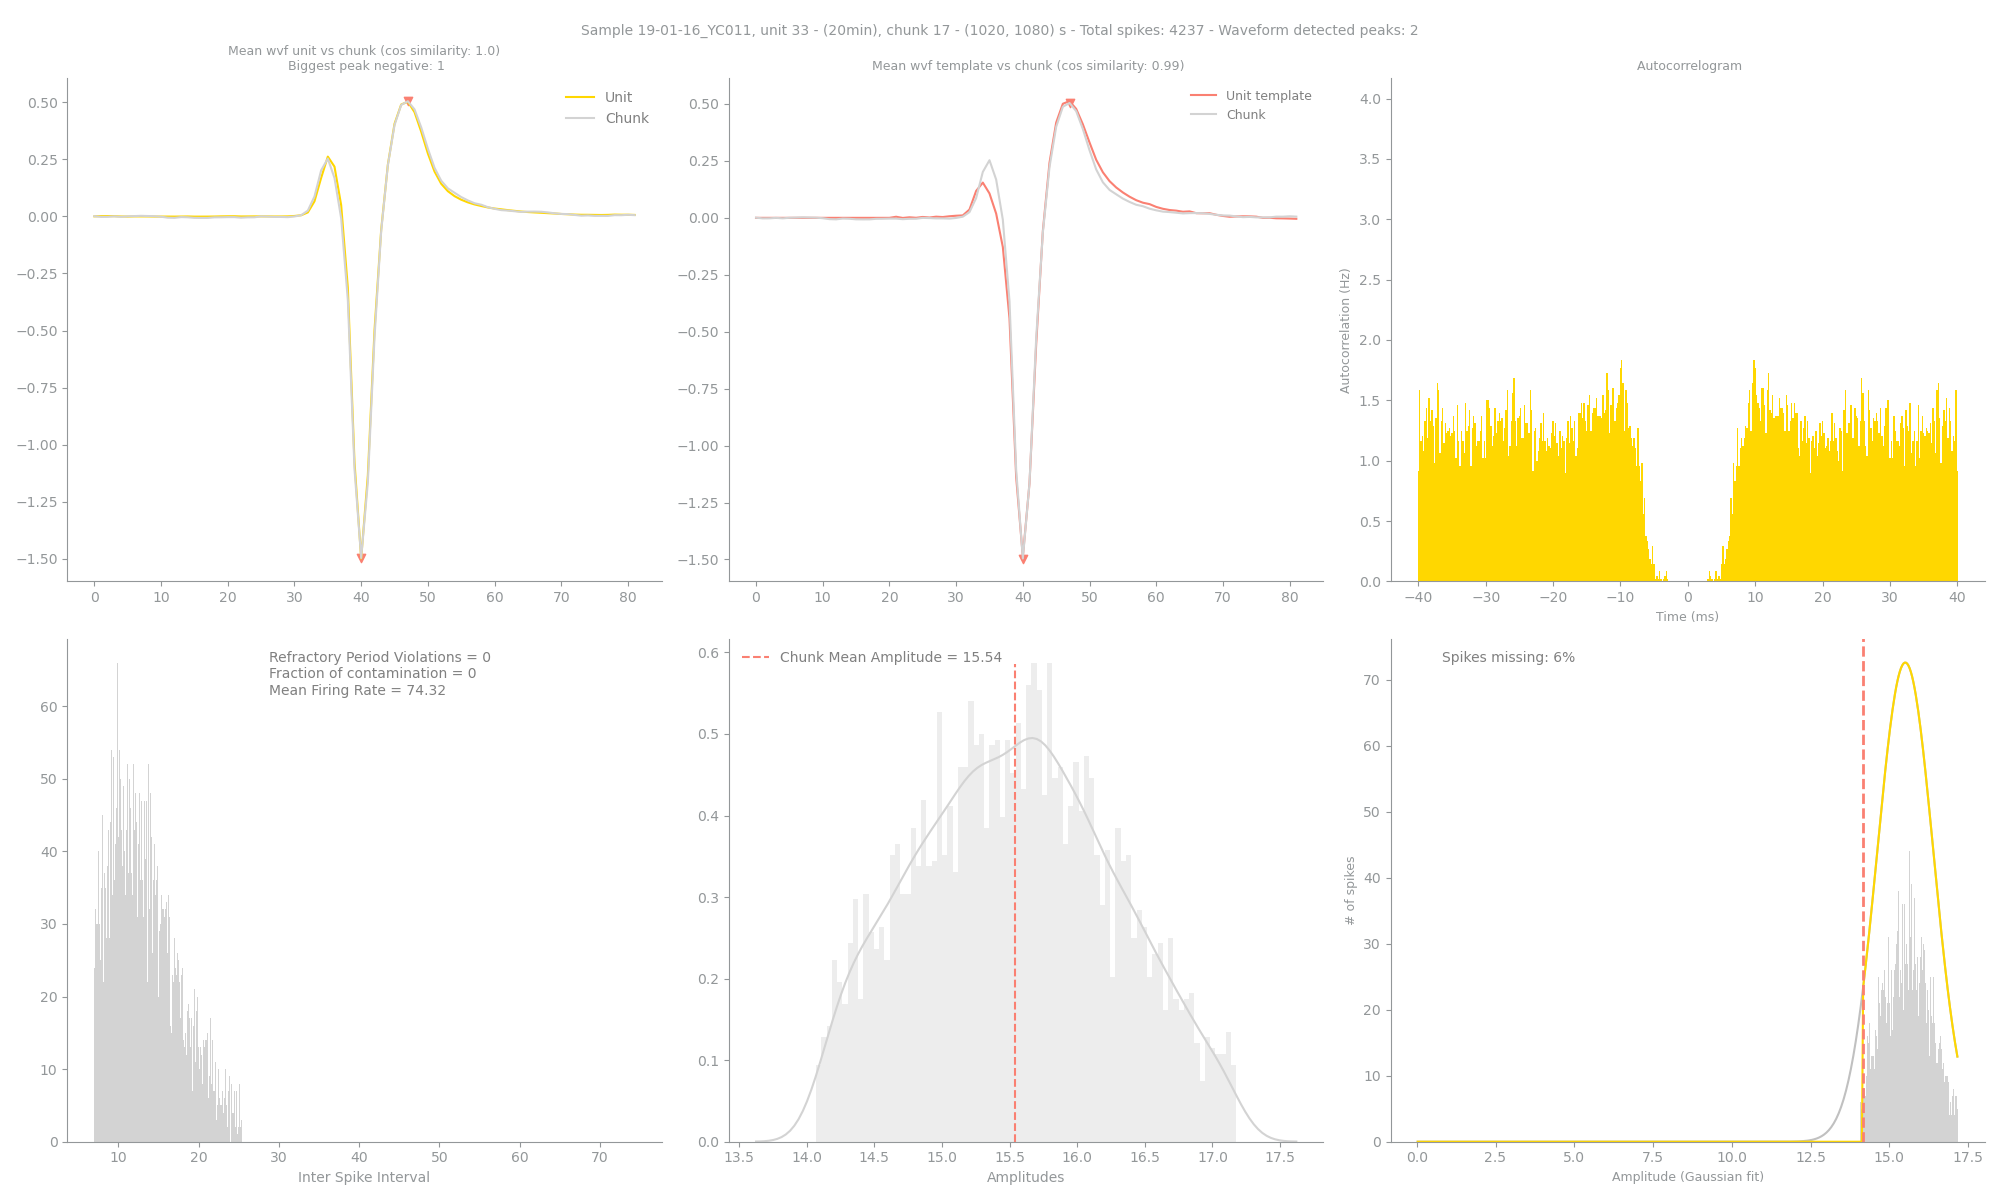 Sample 19-01-16_YC011, unit 33 - (20min), chunk 17 - (1020, 1080) s - Total spikes: 4237 - Waveform detected peaks: 2
Mean wvf unit vs chunk (cos similarity: 1.0)
Biggest peak negative: 1
Unit
Chunk
0.50
0.25
0.00
−0.25
−0.50
−0.75
−1.00
−1.25
−1.50
0 10 20 30 40 50 60 70 80
Mean wvf template vs chunk (cos similarity: 0.99)
Unit template
Chunk
0.50
0.25
0.00
−0.25
−0.50
−0.75
−1.00
−1.25
−1.50
0 10 20 30 40 50 60 70 80
Autocorrelogram
Autocorrelation (Hz)
4.0
3.5
3.0
2.5
2.0
1.5
1.0
0.5
0.0
−40 −30 −20 −10 0 10 20 30 40
Time (ms)
Refractory Period Violations = 0
Fraction of contamination = 0
Mean Firing Rate = 74.32
60
50
40
30
20
10
0
10 20 30 40 50 60 70
Inter Spike Interval
Chunk Mean Amplitude = 15.54
0.6
0.5
0.4
0.3
0.2
0.1
0.0
13.5 14.0 14.5 15.0 15.5 16.0 16.5 17.0 17.5
Amplitudes
Spikes missing: 6%
# of spikes
70
60
50
40
30
20
10
0
0.0 2.5 5.0 7.5 10.0 12.5 15.0 17.5
Amplitude (Gaussian fit)